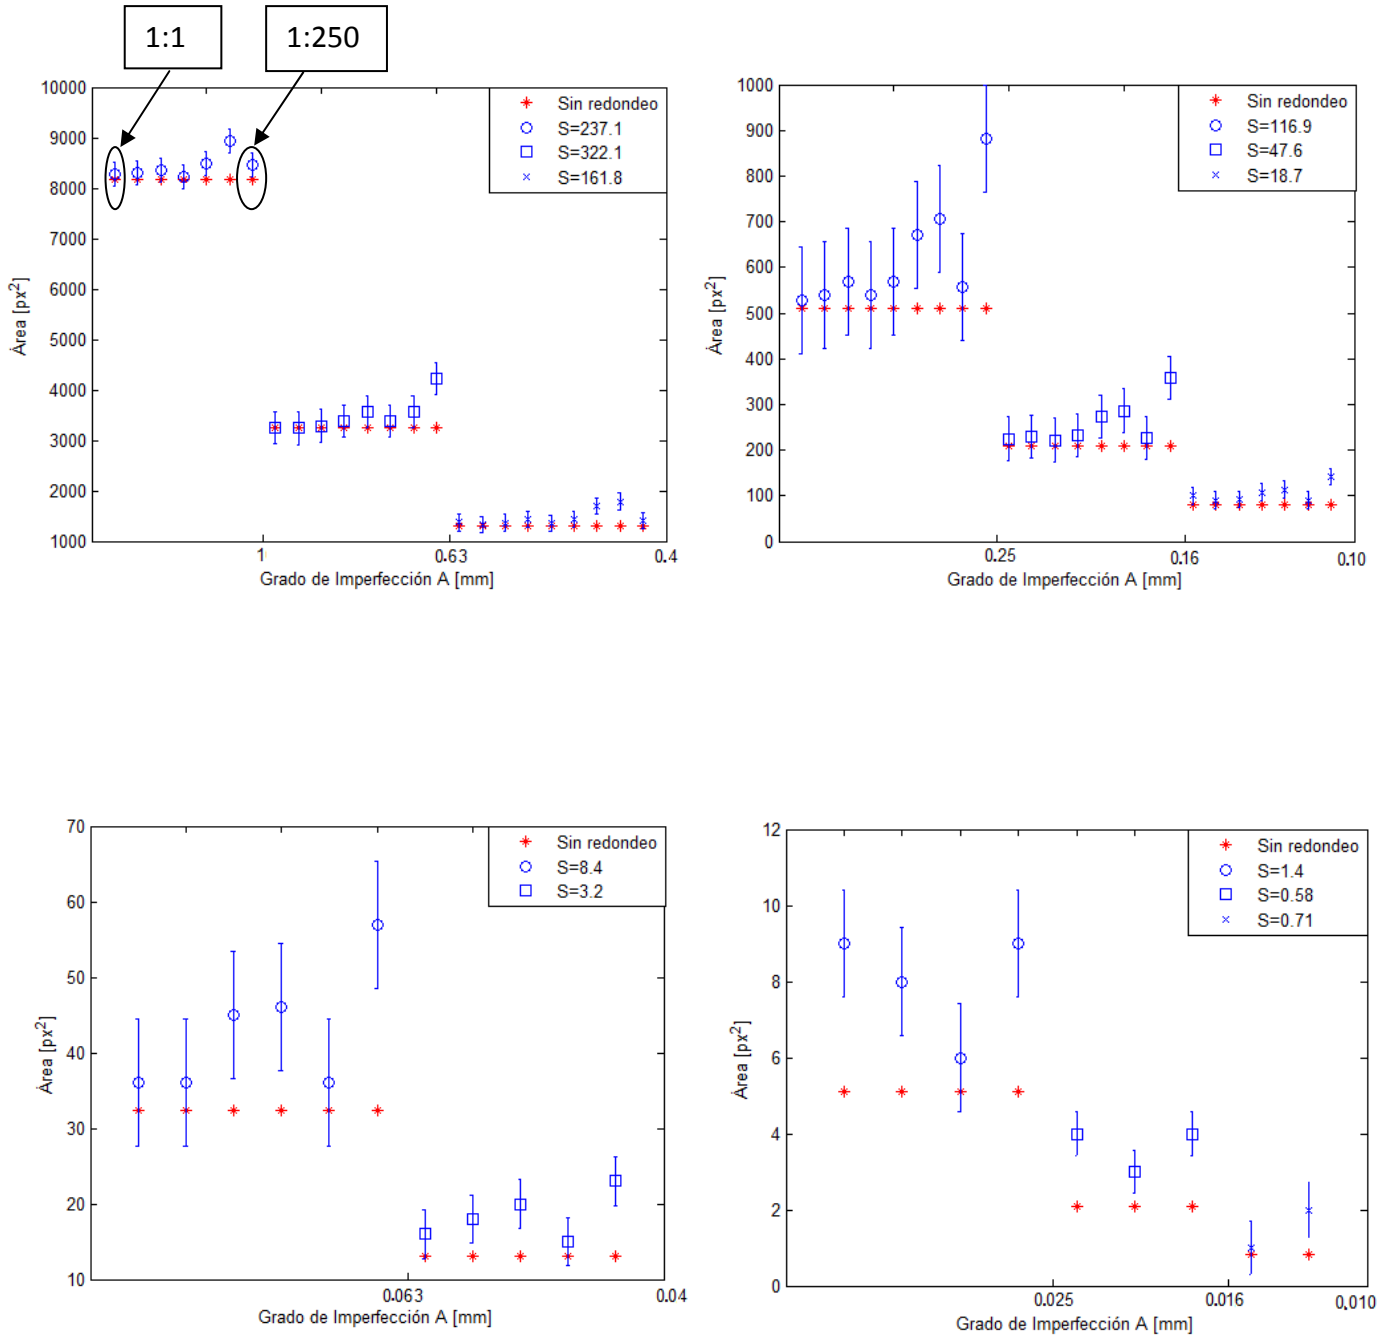 1:1
1:250
10000
9000
8000
7000
6000
5000
4000
3000
2000
1000
Área [px²]
Sin redondeo
S=237.1
S=322.1
S=161.8
1
0.63
0.4
Grado de Imperfección A [mm]
1000
900
800
700
600
500
400
300
200
100
0
Área [px²]
Sin redondeo
S=116.9
S=47.6
S=18.7
0.25
0.16
0.10
Grado de Imperfección A [mm]
70
60
50
40
30
20
10
Área [px²]
Sin redondeo
S=8.4
S=3.2
0.063
0.04
Grado de Imperfección A [mm]
12
10
8
6
4
2
0
Área [px²]
Sin redondeo
S=1.4
S=0.58
S=0.71
0.025
0.016
0.010
Grado de Imperfección A [mm]